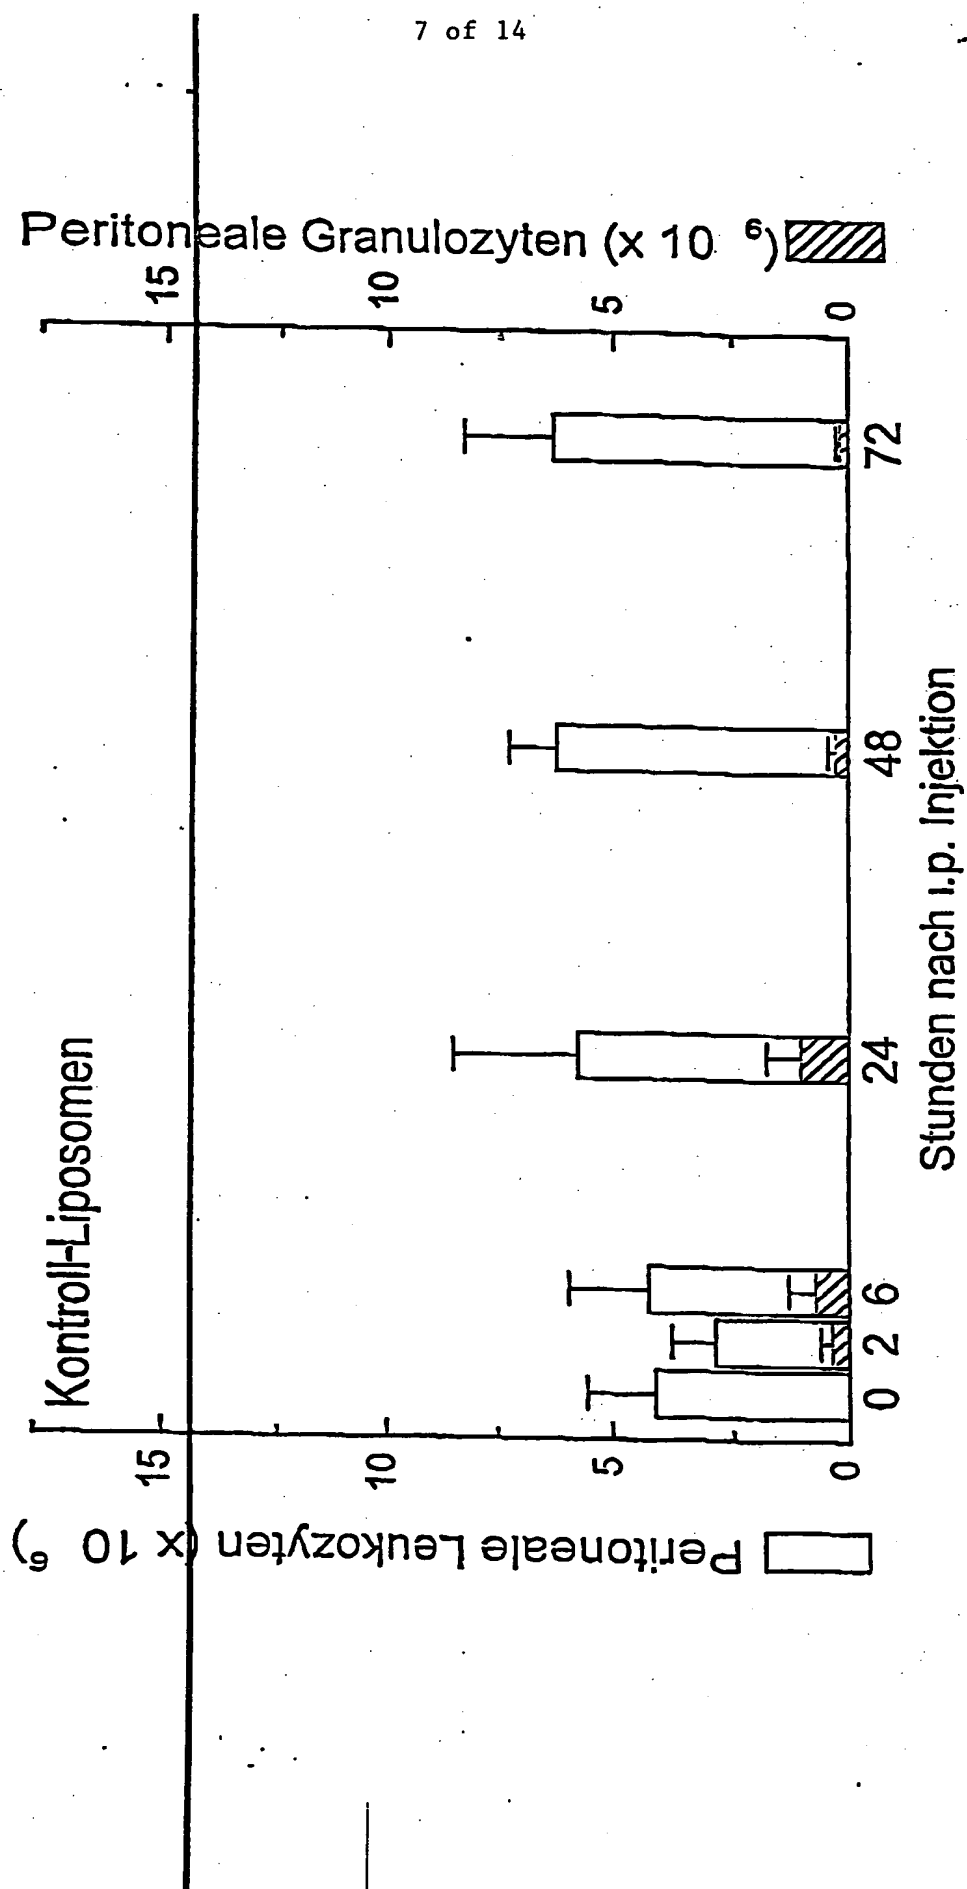 7 of 14
Kontroll-Liposomen
Peritoneale Leukozyten (x 10 6)
15
10
5
0
Peritoneale Granulozyten (x 10 6)
15
10
5
0
0 2 6 24 48 72
Stunden nach i.p. Injektion